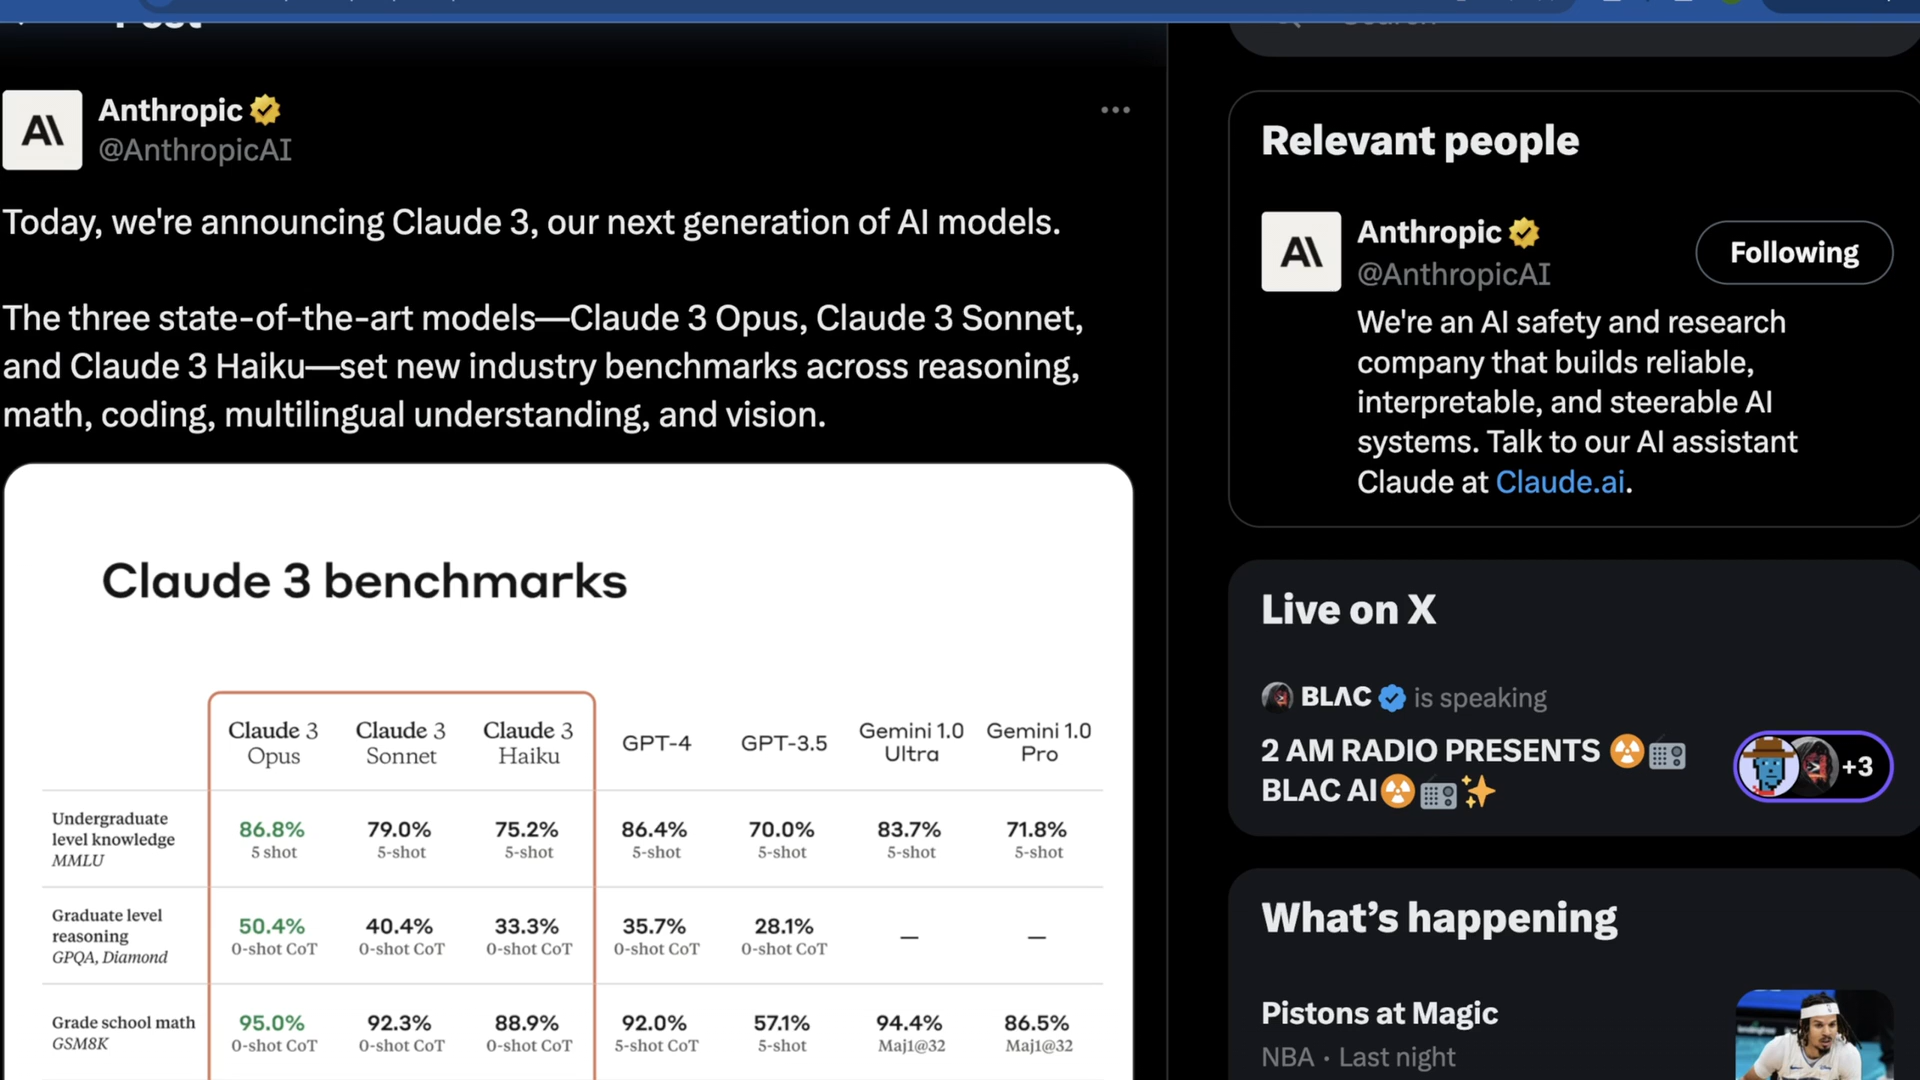 Post
Search
Anthropic
@AnthropicAI
Today, we're announcing Claude 3, our next generation of AI models.
The three state-of-the-art models—Claude 3 Opus, Claude 3 Sonnet,
and Claude 3 Haiku—set new industry benchmarks across reasoning,
math, coding, multilingual understanding, and vision.
Claude 3 benchmarks
Claude 3 Opus Claude 3 Sonnet Claude 3 Haiku GPT-4 GPT-3.5 Gemini 1.0 Ultra Gemini 1.0 Pro
Undergraduate
level knowledge
MMLU
86.8% 79.0% 75.2% 86.4% 70.0% 83.7% 71.8%
5 shot 5-shot 5-shot 5-shot 5-shot 5-shot 5-shot
Graduate level
reasoning
GPQA, Diamond
50.4% 40.4% 33.3% 35.7% 28.1% — —
0-shot CoT 0-shot CoT 0-shot CoT 0-shot CoT 0-shot CoT
Grade school math
GSM8K
95.0% 92.3% 88.9% 92.0% 57.1% 94.4% 86.5%
0-shot CoT 0-shot CoT 0-shot CoT 5-shot CoT 5-shot Maj1@32 Maj1@32
Relevant people
Anthropic
@AnthropicAI
Following
We're an AI safety and research
company that builds reliable,
interpretable, and steerable AI
systems. Talk to our AI assistant
Claude at Claude.ai.
Live on X
BLΛC is speaking
2 AM RADIO PRESENTS ☢️📻
BLAC AI☢️📻✨
+3
What's happening
Pistons at Magic
NBA · Last night